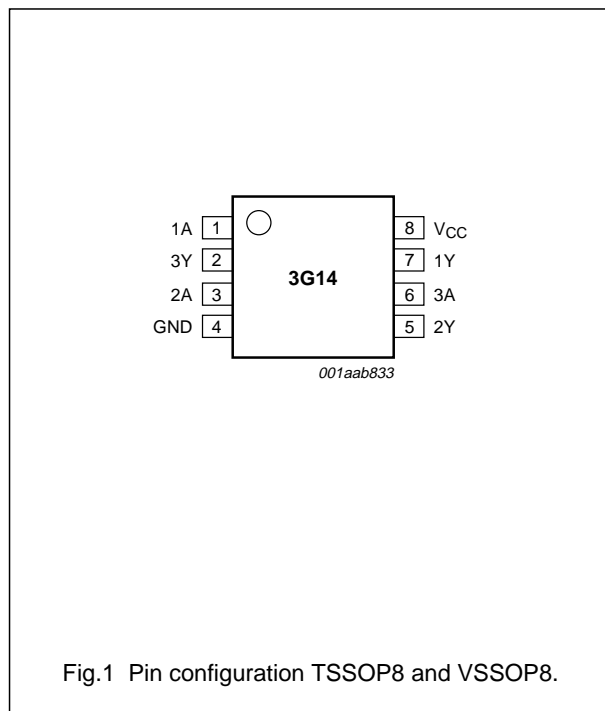 1A 1 8 VCC
3Y 2 7 1Y
3G14
2A 3 6 3A
GND 4 5 2Y
001aab833
Fig.1 Pin configuration TSSOP8 and VSSOP8.